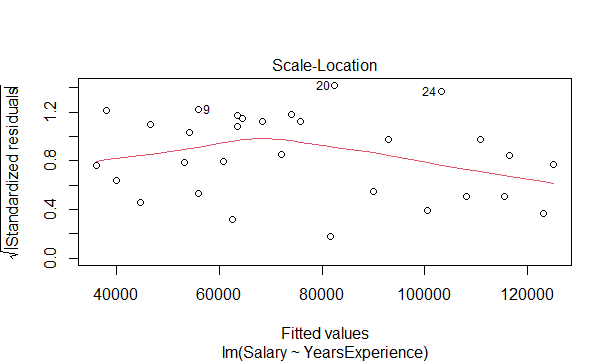 Scale-Location
√|Standardized residuals|
0.0 0.4 0.8 1.2
20
24
9
40000 60000 80000 100000 120000
Fitted values
lm(Salary ~ YearsExperience)